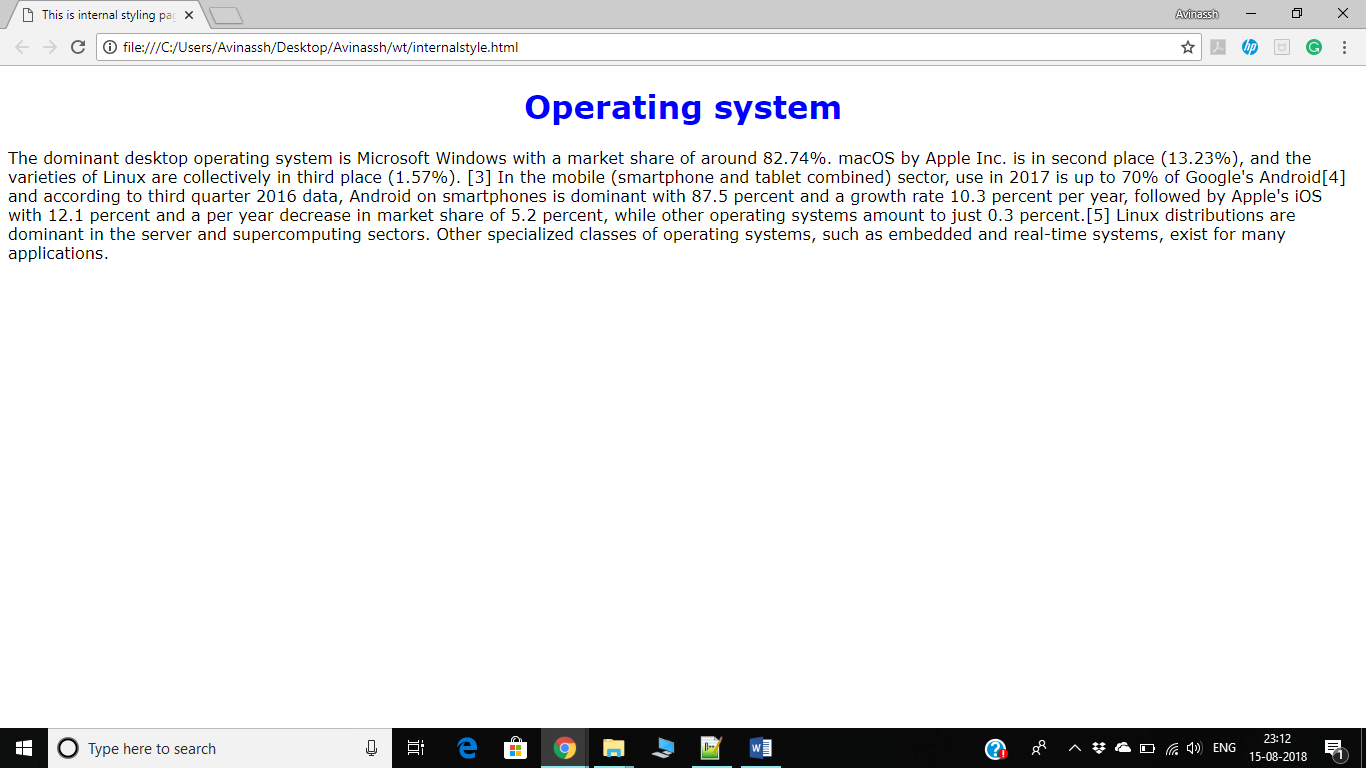 This is internal styling pag
Avinassh
file:///C:/Users/Avinassh/Desktop/Avinassh/wt/internalstyle.html
Operating system
The dominant desktop operating system is Microsoft Windows with a market share of around 82.74%. macOS by Apple Inc. is in second place (13.23%), and the
varieties of Linux are collectively in third place (1.57%). [3] In the mobile (smartphone and tablet combined) sector, use in 2017 is up to 70% of Google's Android[4]
and according to third quarter 2016 data, Android on smartphones is dominant with 87.5 percent and a growth rate 10.3 percent per year, followed by Apple's iOS
with 12.1 percent and a per year decrease in market share of 5.2 percent, while other operating systems amount to just 0.3 percent.[5] Linux distributions are
dominant in the server and supercomputing sectors. Other specialized classes of operating systems, such as embedded and real-time systems, exist for many
applications.
Type here to search
ENG
23:12
15-08-2018
1